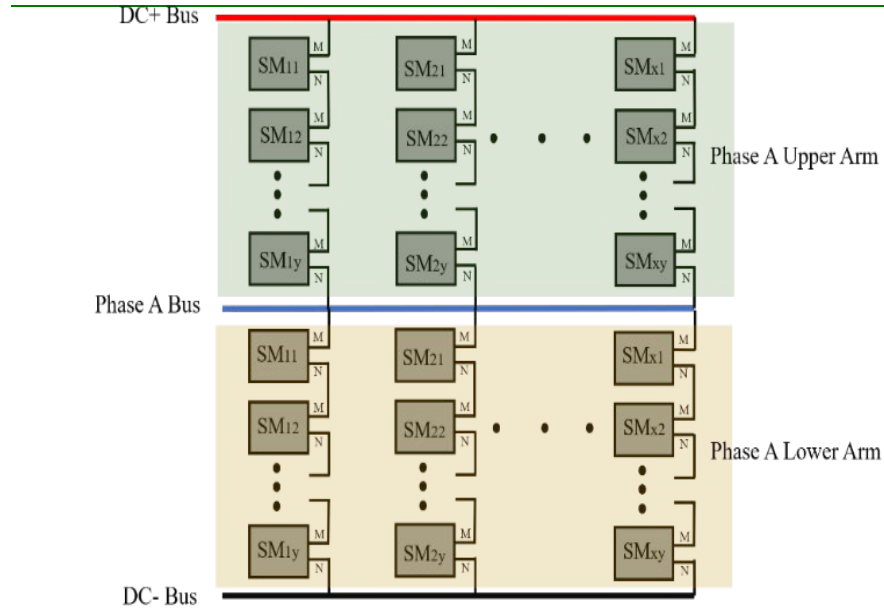 DC+ Bus
M
M
M
SM11
SM21
SMx1
N
N
N
M
M
M
SM12
SM22
SMx2
Phase A Upper Arm
N
N
N
M
M
M
SM1y
SM2y
SMxy
N
N
N
Phase A Bus
M
M
M
SM11
SM21
SMx1
N
N
N
M
M
M
SM12
SM22
SMx2
Phase A Lower Arm
N
N
N
M
M
M
SM1y
SM2y
SMxy
N
N
N
DC- Bus